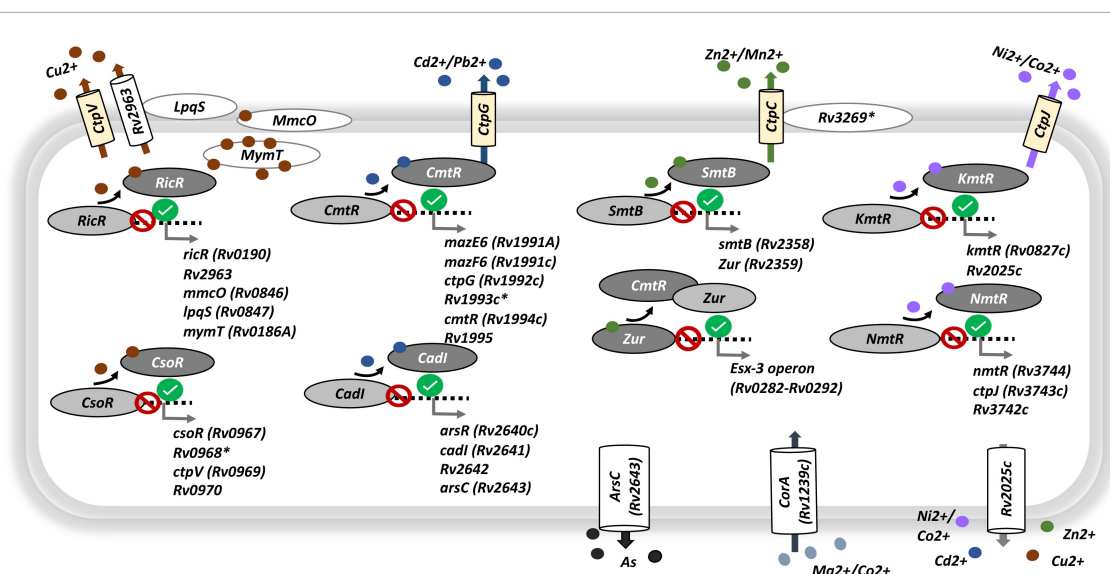 Cu2+
CtpV
Rv2963
LpqS
MmcO
MymT
RicR
RicR
ricR (Rv0190)
Rv2963
mmcO (Rv0846)
lpqS (Rv0847)
mymT (Rv0186A)
CsoR
CsoR
csoR (Rv0967)
Rv0968*
ctpV (Rv0969)
Rv0970
Cd2+/Pb2+
CtpG
CmtR
CmtR
mazE6 (Rv1991A)
mazF6 (Rv1991c)
ctpG (Rv1992c)
Rv1993c*
cmtR (Rv1994c)
Rv1995
CadI
CadI
arsR (Rv2640c)
cadI (Rv2641)
Rv2642
arsC (Rv2643)
Zn2+/Mn2+
CtpC
Rv3269*
SmtB
SmtB
smtB (Rv2358)
Zur (Rv2359)
CmtR
Zur
Zur
Esx-3 operon
(Rv0282-Rv0292)
Ni2+/Co2+
CtpJ
KmtR
KmtR
kmtR (Rv0827c)
Rv2025c
NmtR
NmtR
nmtR (Rv3744)
ctpJ (Rv3743c)
Rv3742c
ArsC
(Rv2643)
As
CorA
(Rv1239c)
Mg2+/Co2+
Rv2025c
Ni2+/
Co2+
Cd2+
Zn2+
Cu2+